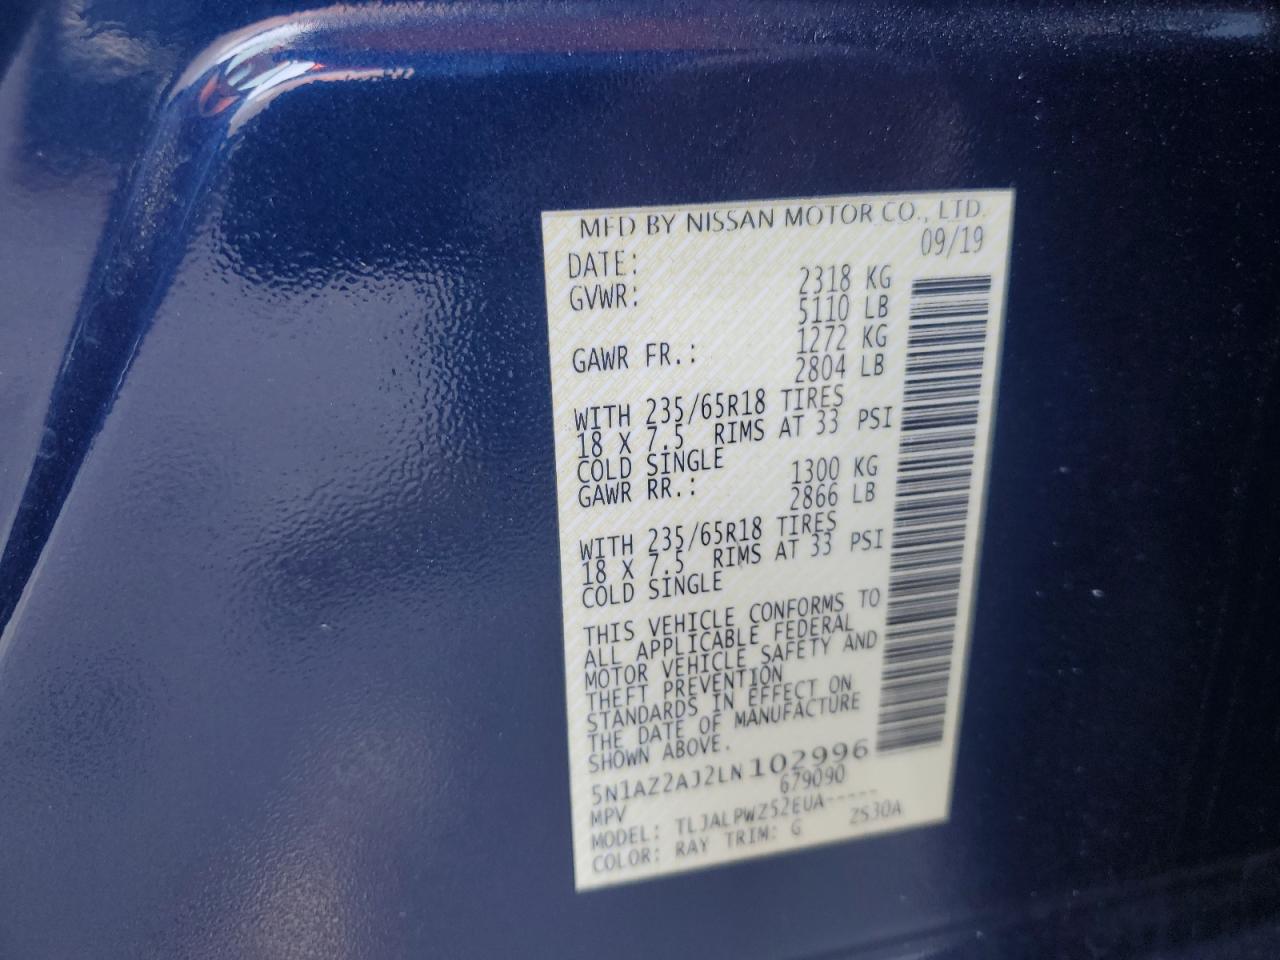 MFD BY NISSAN MOTOR CO., LTD.
DATE: 09/19
GVWR: 2318 KG
5110 LB
GAWR FR.: 1272 KG
2804 LB
WITH 235/65R18 TIRES
18 X 7.5 RIMS AT 33 PSI
COLD SINGLE
GAWR RR.: 1300 KG
2866 LB
WITH 235/65R18 TIRES
18 X 7.5 RIMS AT 33 PSI
COLD SINGLE
THIS VEHICLE CONFORMS TO
ALL APPLICABLE FEDERAL
MOTOR VEHICLE SAFETY AND
THEFT PREVENTION
STANDARDS IN EFFECT ON
THE DATE OF MANUFACTURE
SHOWN ABOVE.
5N1AZ2AJ2LN102996
MPV 679090
MODEL: TLJALPWZ52EUA-----
COLOR: RAY TRIM: G ZS30A